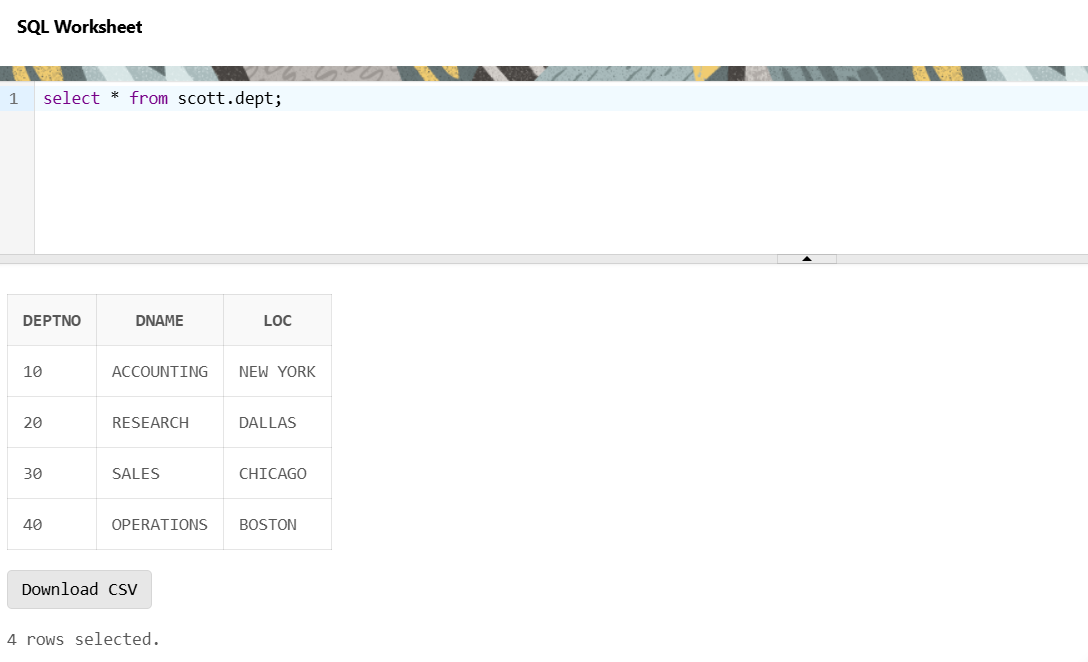 SQL Worksheet
1 select * from scott.dept;
DEPTNO DNAME LOC
10 ACCOUNTING NEW YORK
20 RESEARCH DALLAS
30 SALES CHICAGO
40 OPERATIONS BOSTON
Download CSV
4 rows selected.